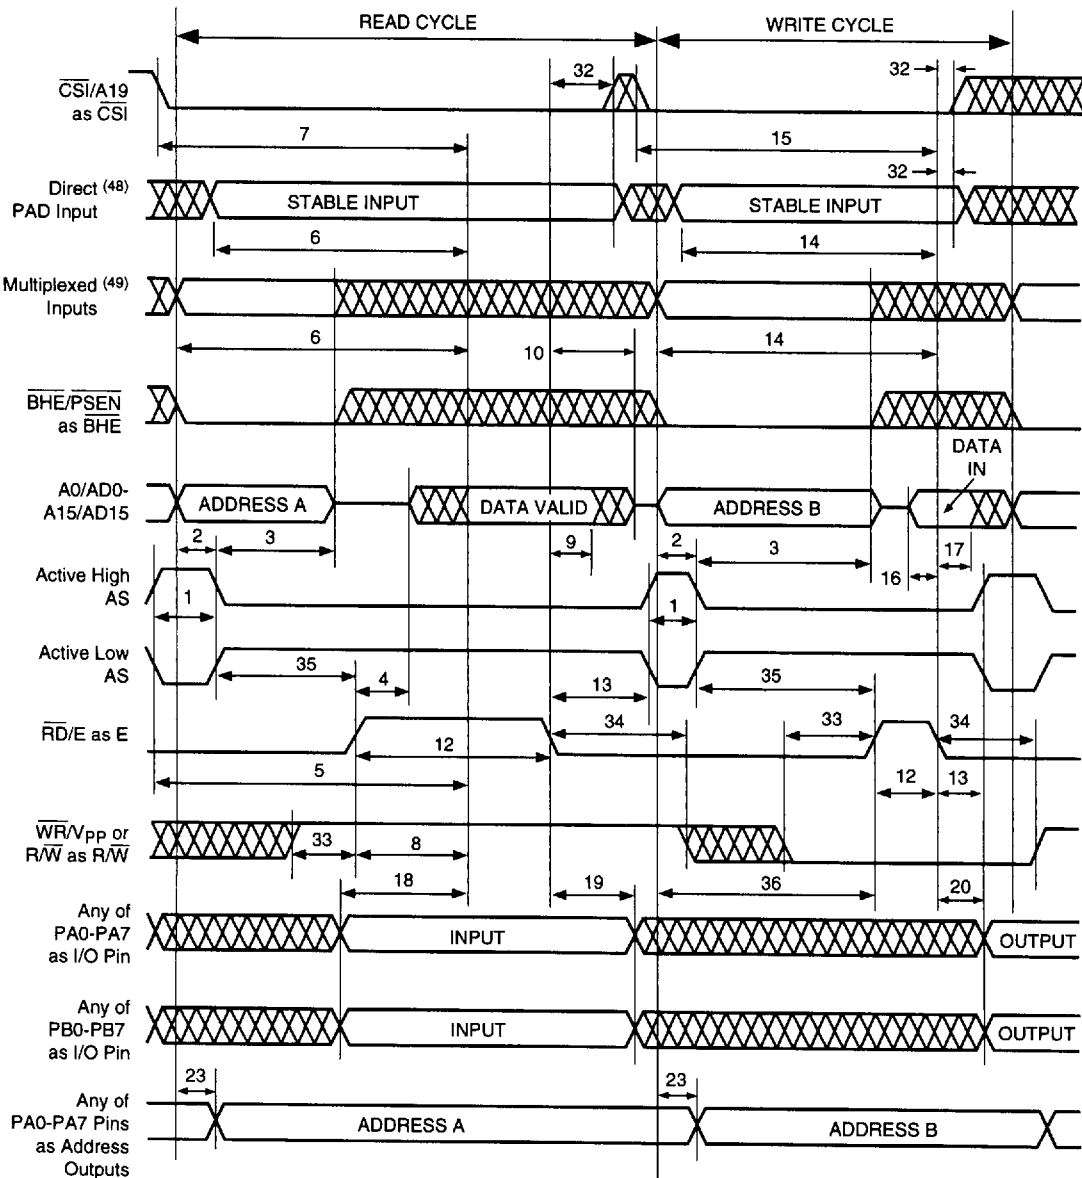 READ CYCLE
WRITE CYCLE
32
32
CSI/A19
as CSI
7
15
32
Direct (48)
PAD Input
STABLE INPUT
STABLE INPUT
6
14
Multiplexed (49)
Inputs
6
10
14
BHE/PSEN
as BHE
DATA
IN
A0/AD0-
A15/AD15
ADDRESS A
DATA VALID
ADDRESS B
2
3
9
2
3
16
17
Active High
AS
1
1
Active Low
AS
35
4
13
35
RD/E as E
12
34
33
34
5
12
13
WR/VPP or
R/W as R/W
33
8
18
19
36
20
Any of
PA0-PA7
as I/O Pin
INPUT
OUTPUT
Any of
PB0-PB7
as I/O Pin
INPUT
OUTPUT
23
23
Any of
PA0-PA7 Pins
as Address
Outputs
ADDRESS A
ADDRESS B